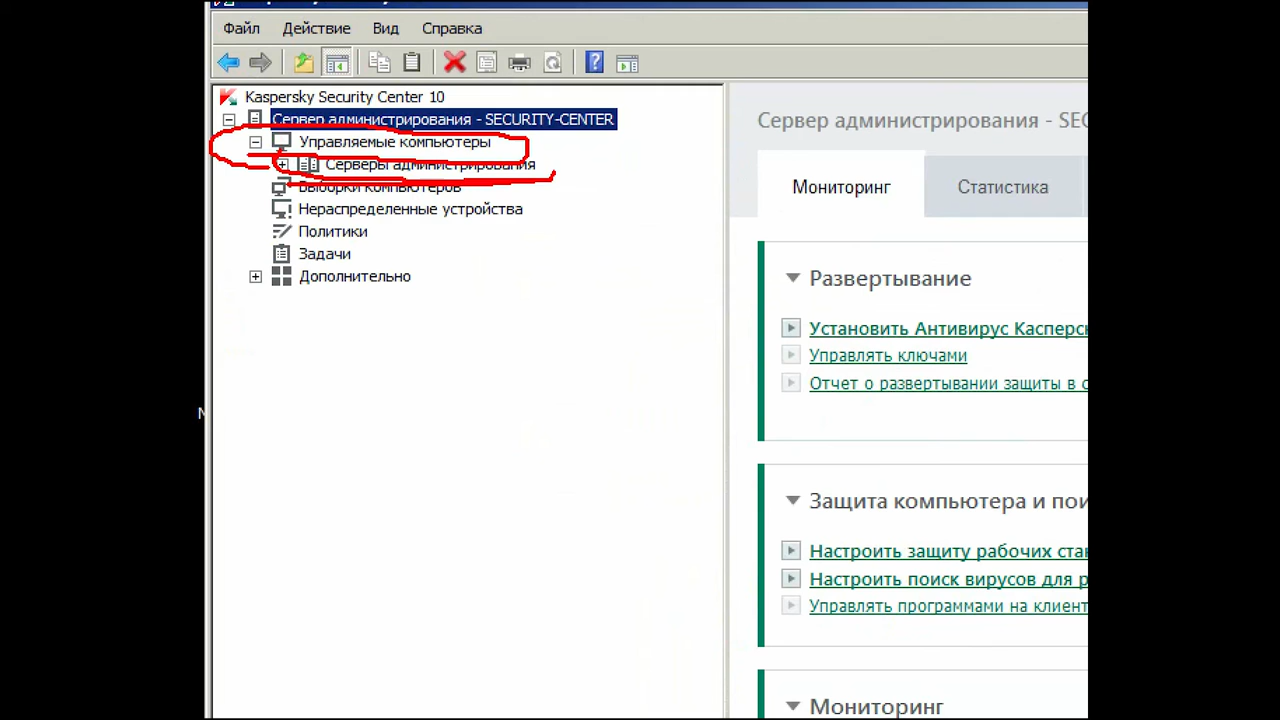 Файл Действие Вид Справка
Kaspersky Security Center 10
Сервер администрирования - SECURITY-CENTER
Управляемые компьютеры
Серверы администрирования
Выборки компьютеров
Нераспределенные устройства
Политики
Задачи
Дополнительно
Сервер администрирования - SEC
Мониторинг Статистика
Развертывание
Установить Антивирус Касперск
Управлять ключами
Отчет о развертывании защиты в с
Защита компьютера и пои
Настроить защиту рабочих ста
Настроить поиск вирусов для р
Управлять программами на клиент
Мониторинг